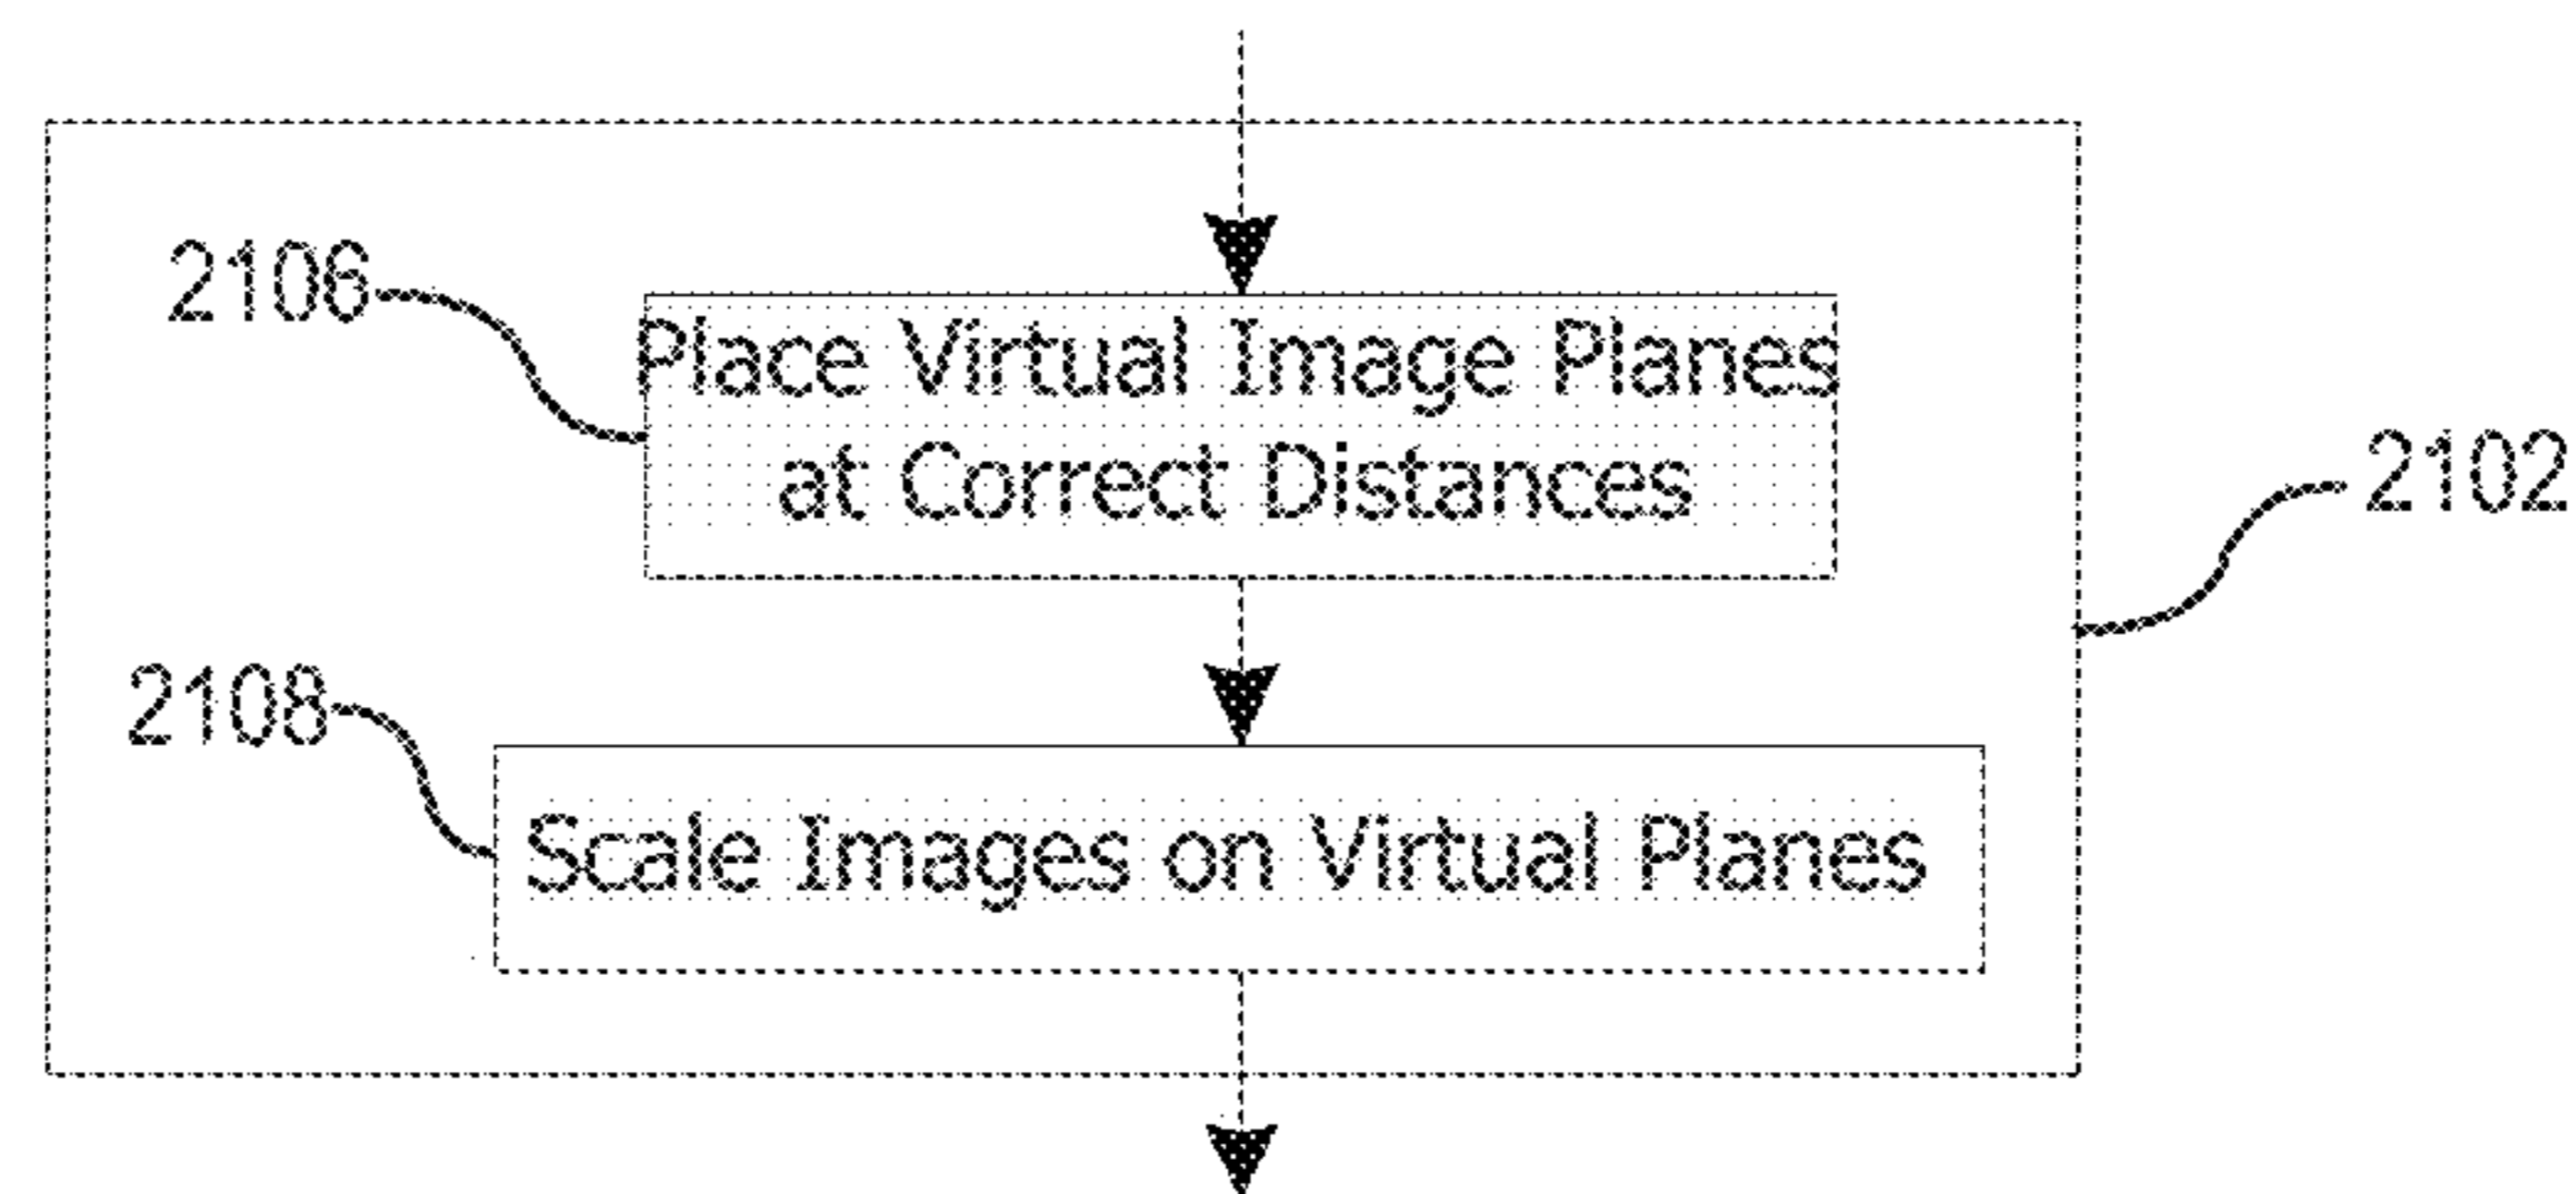 2106
Place Virtual Image Planes
at Correct Distances
2102
2108
Scale Images on Virtual Planes